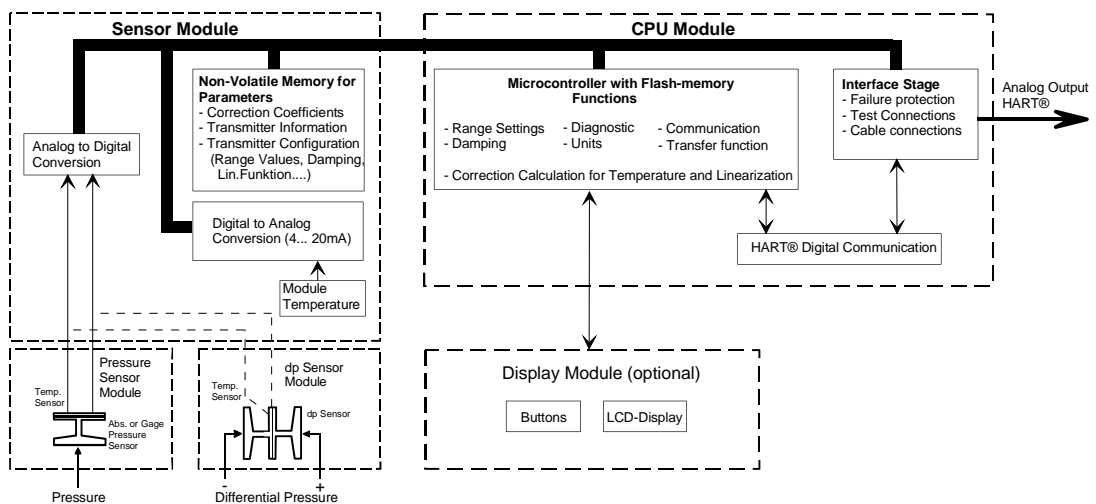 Sensor Module
CPU Module
Analog to Digital
Conversion
Non-Volatile Memory for
Parameters
- Correction Coefficients
- Transmitter Information
- Transmitter Configuration
(Range Values, Damping,
Lin.Funktion....)
Digital to Analog
Conversion (4... 20mA)
Module
Temperature
Microcontroller with Flash-memory
Functions
- Range Settings
- Damping
- Diagnostic
- Units
- Communication
- Transfer function
- Correction Calculation for Temperature and Linearization
Interface Stage
- Failure protection
- Test Connections
- Cable connections
Analog Output
HART®
HART® Digital Communication
Pressure
Sensor
Module
Temp.
Sensor
Abs. or Gage
Pressure
Sensor
Pressure
dp Sensor
Module
Temp.
Sensor
dp Sensor
- +
Differential Pressure
Display Module (optional)
Buttons
LCD-Display